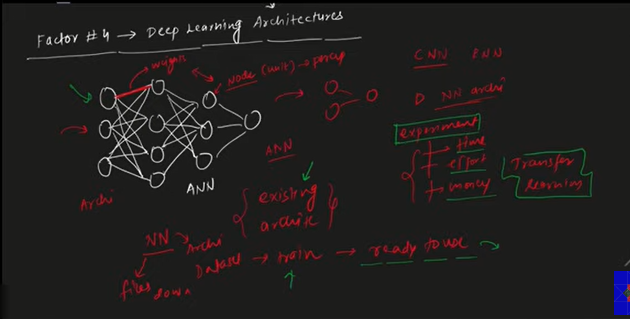 Factor #4 → Deep Learning Architectures
weights
Node (unit) → percep
CNN RNN
D NN archi
experiment
→ time
→ effort
→ money
Transfer
learning
ANN
ANN
Archi
existing
archite
NN → Archi
files down
Dataset → train → ready to use →